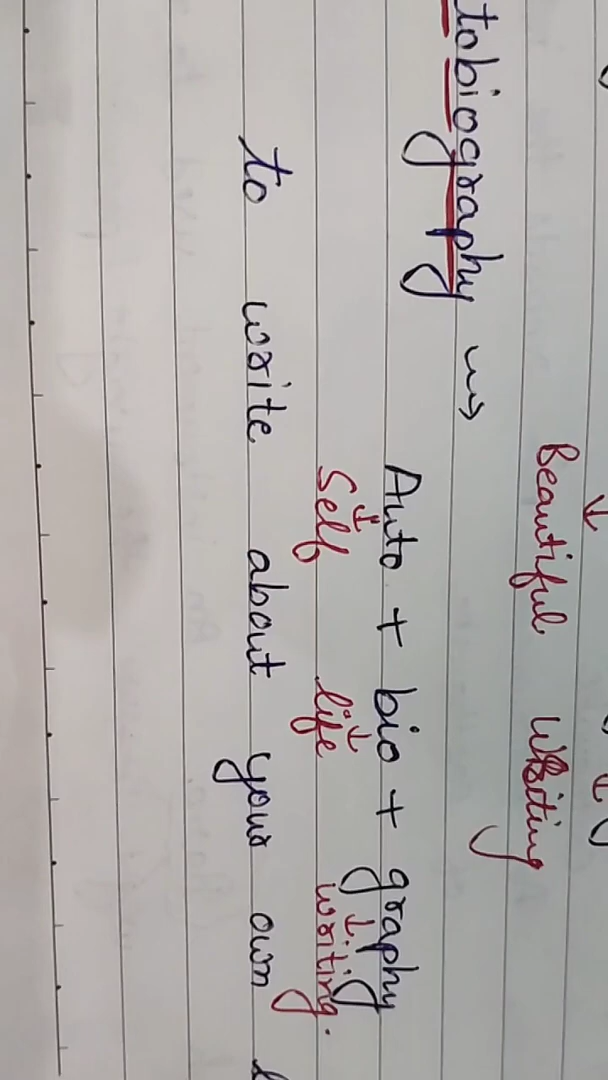 Beautiful Writing
tobiography ~>
Auto + bio + graphy
↓ ↓ ↓
Self life writing.
to write about your own